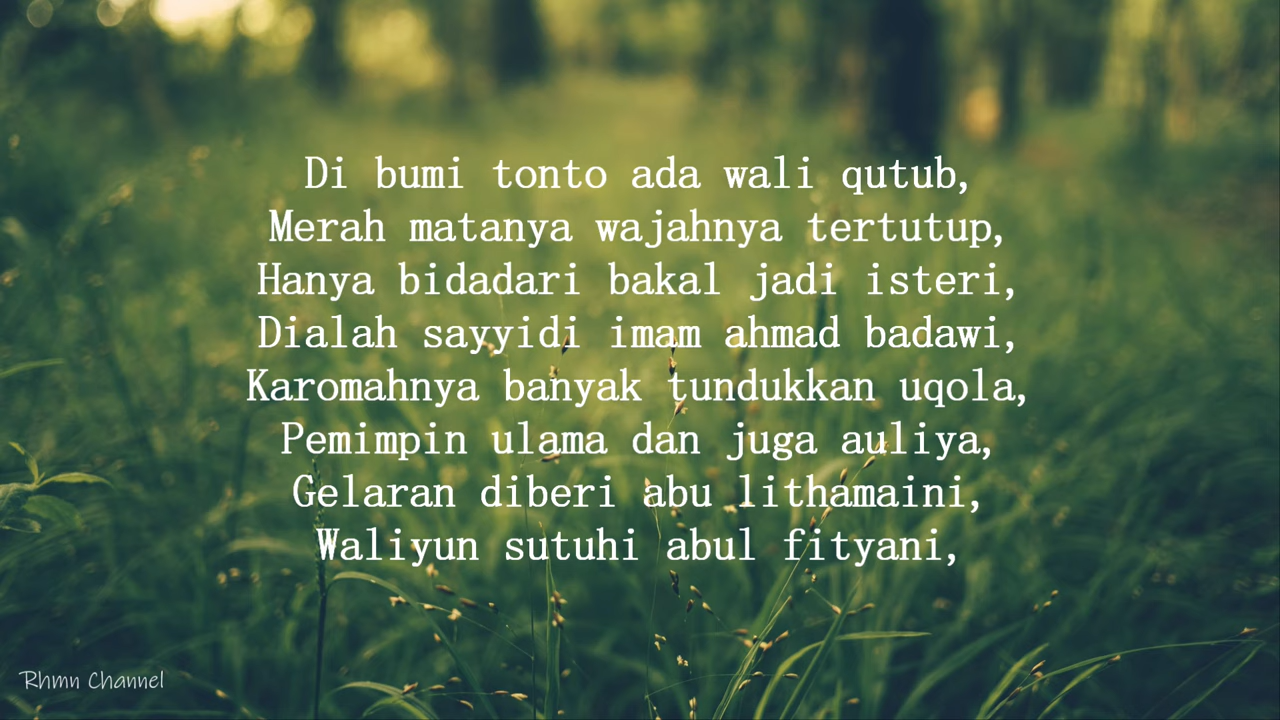 Di bumi tonto ada wali qutub,
Merah matanya wajahnya tertutup,
Hanya bidadari bakal jadi isteri,
Dialah sayyidi imam ahmad badawi,
Karomahnya banyak tundukkan uqola,
Pemimpin ulama dan juga auliya,
Gelaran diberi abu lithamaini,
Waliyun sutuhi abul fityani,
Rhmn Channel